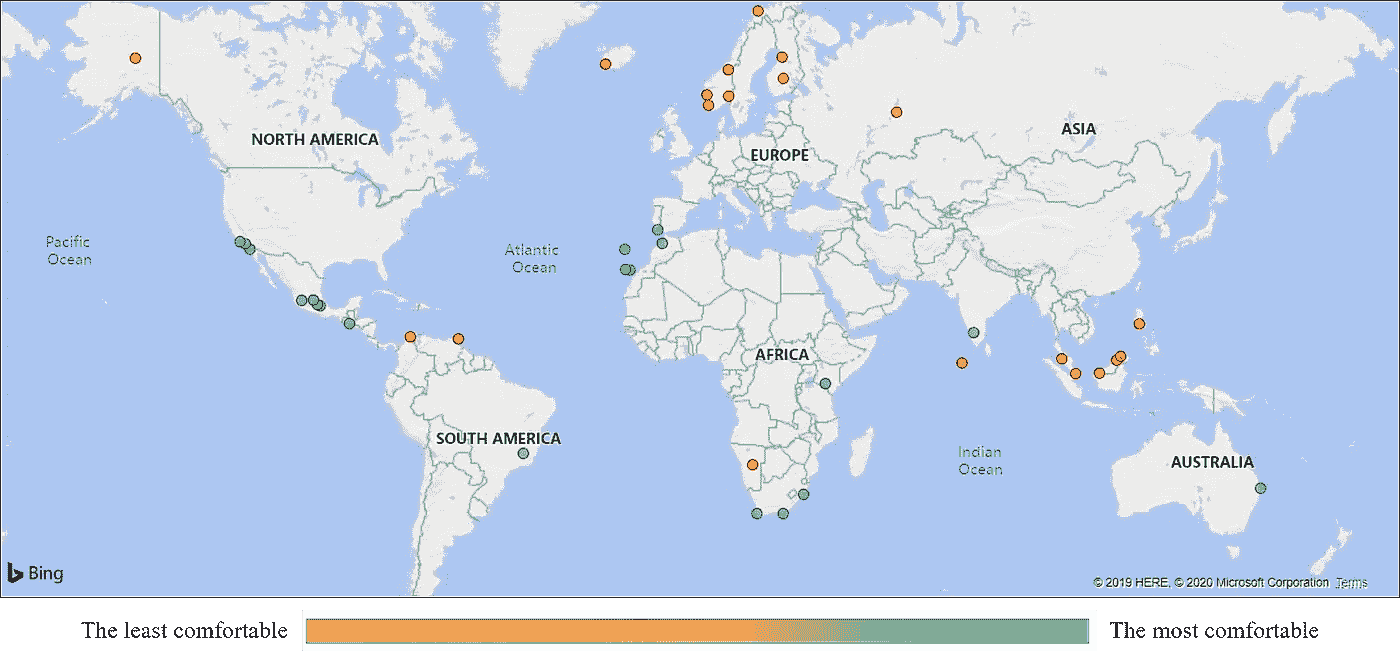 NORTH AMERICA
ASIA
EUROPE
Pacific
Ocean
Atlantic
Ocean
AFRICA
SOUTH AMERICA
Indian
Ocean
AUSTRALIA
Bing
© 2019 HERE, © 2020 Microsoft Corporation Terms
The least comfortable
The most comfortable